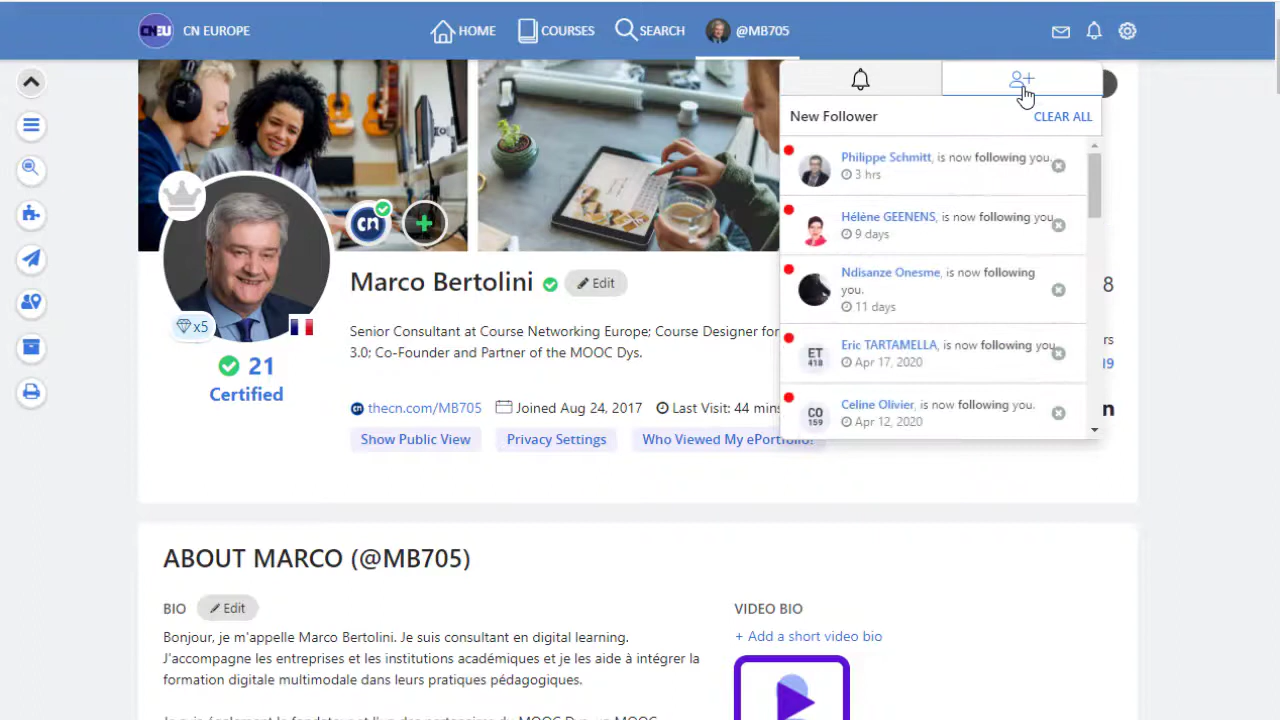 CNEU CN EUROPE HOME COURSES SEARCH @MB705
New Follower CLEAR ALL
Philippe Schmitt, is now following you.
3 hrs
Hélène GEENENS, is now following you
9 days
Ndisanze Onesme, is now following
you.
11 days
Eric TARTAMELLA, is now following you
ET
418
Apr 17, 2020
Celine Olivier, is now following you.
CO
159
Apr 12, 2020
cn
x5
21
Certified
Marco Bertolini Edit
Senior Consultant at Course Networking Europe; Course Designer for
3.0; Co-Founder and Partner of the MOOC Dys.
thecn.com/MB705 Joined Aug 24, 2017 Last Visit: 44 mins
Show Public View Privacy Settings Who Viewed My ePortfolio?
8
rs
19
n
ABOUT MARCO (@MB705)
BIO Edit
Bonjour, je m'appelle Marco Bertolini. Je suis consultant en digital learning.
J'accompagne les entreprises et les institutions académiques et je les aide à intégrer la
formation digitale multimodale dans leurs pratiques pédagogiques.
VIDEO BIO
+ Add a short video bio